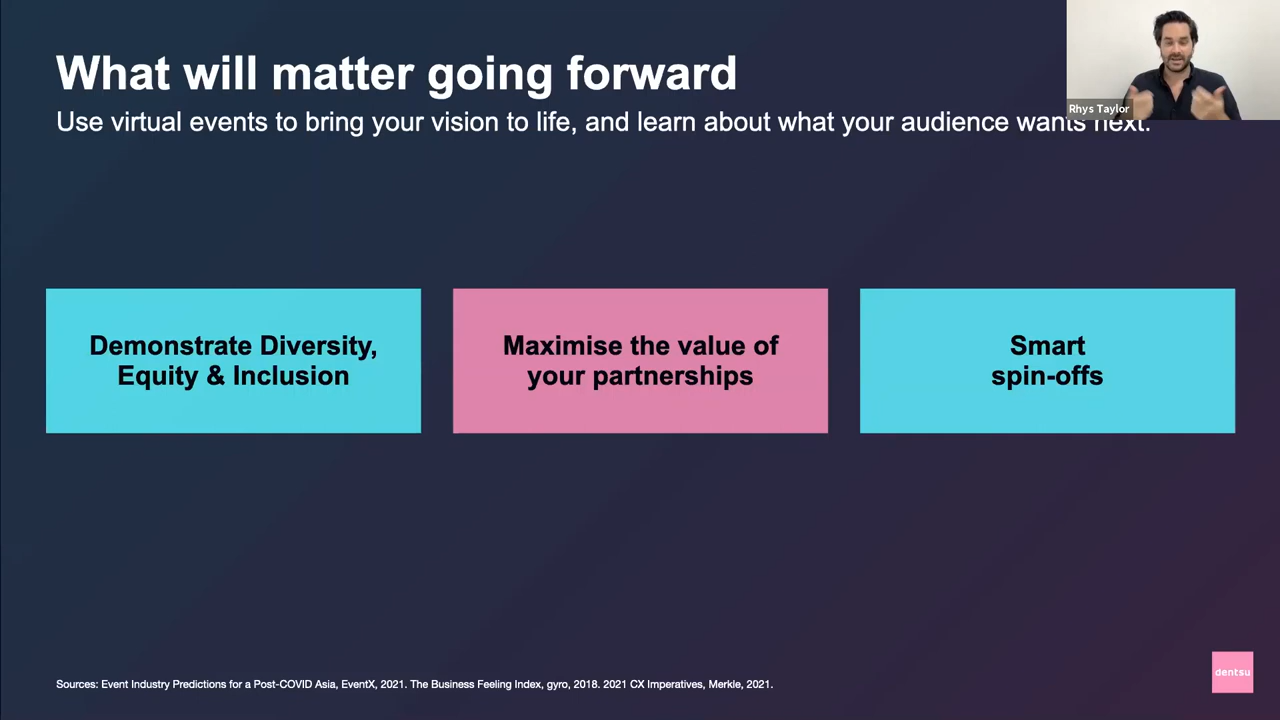 What will matter going forward
Use virtual events to bring your vision to life, and learn about what your audience wants next.
Rhys Taylor
Demonstrate Diversity,
Equity & Inclusion
Maximise the value of
your partnerships
Smart
spin-offs
Sources: Event Industry Predictions for a Post-COVID Asia, EventX, 2021. The Business Feeling Index, gyro, 2018. 2021 CX Imperatives, Merkle, 2021.
dentsu